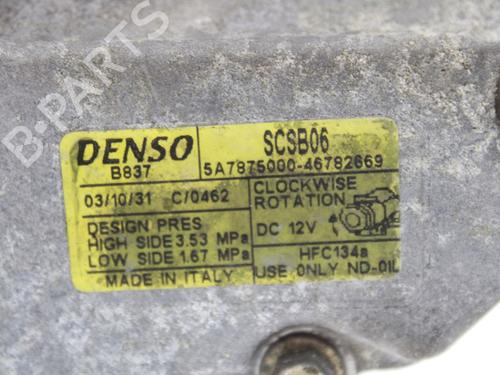 B-PARTS
DENSO SCSB06
B837 5A7875000-46782669
03/10/31 C/0462
CLOCKWISE
ROTATION
DESIGN PRES
HIGH SIDE 3.53 MPa
LOW SIDE 1.67 MPa
DC 12V
HFC134a
MADE IN ITALY
USE ONLY ND-OIL